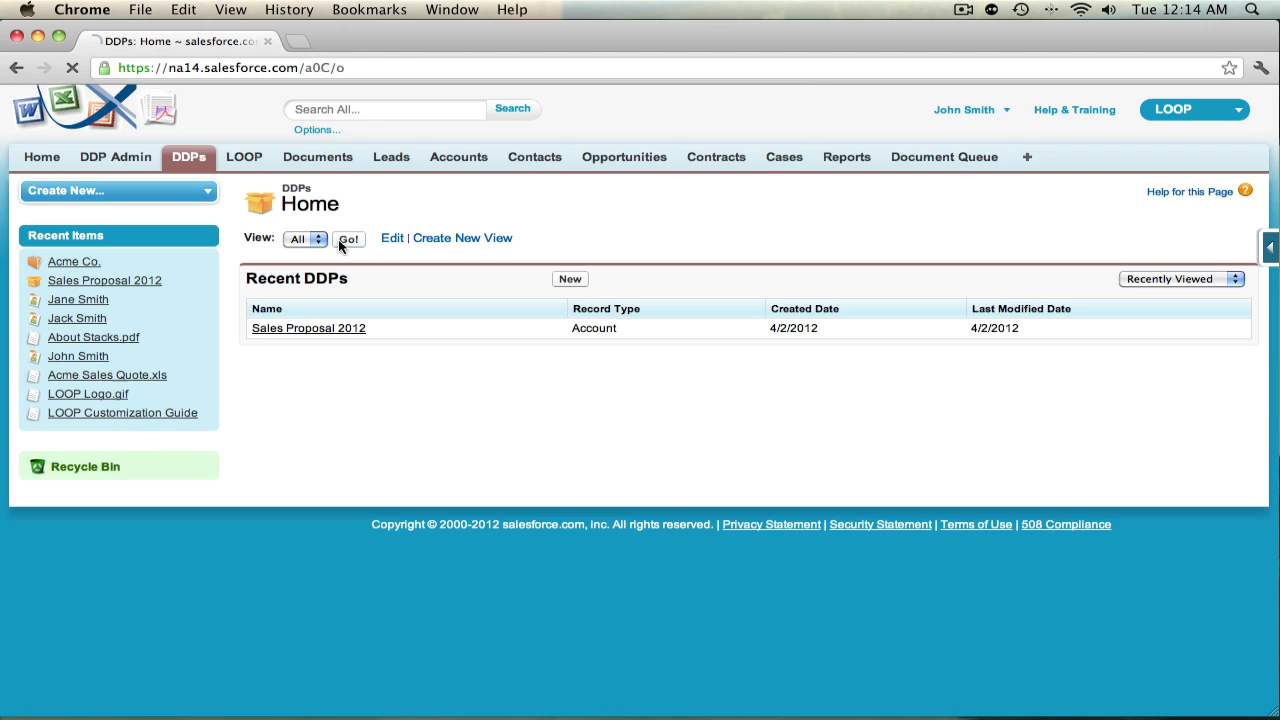 Chrome File Edit View History Bookmarks Window Help Tue 12:14 AM
DDPs: Home ~ salesforce.co
https://na14.salesforce.com/a0C/o
Search All... Search John Smith Help & Training LOOP
Options...
Home DDP Admin DDPs LOOP Documents Leads Accounts Contacts Opportunities Contracts Cases Reports Document Queue +
Create New...
DDPs
Home
Help for this Page
View: All Go! Edit | Create New View
Recent Items
Acme Co.
Sales Proposal 2012
Jane Smith
Jack Smith
About Stacks.pdf
John Smith
Acme Sales Quote.xls
LOOP Logo.gif
LOOP Customization Guide
Recycle Bin
Recent DDPs New Recently Viewed
Name Record Type Created Date Last Modified Date
Sales Proposal 2012 Account 4/2/2012 4/2/2012
Copyright © 2000-2012 salesforce.com, inc. All rights reserved. | Privacy Statement | Security Statement | Terms of Use | 508 Compliance